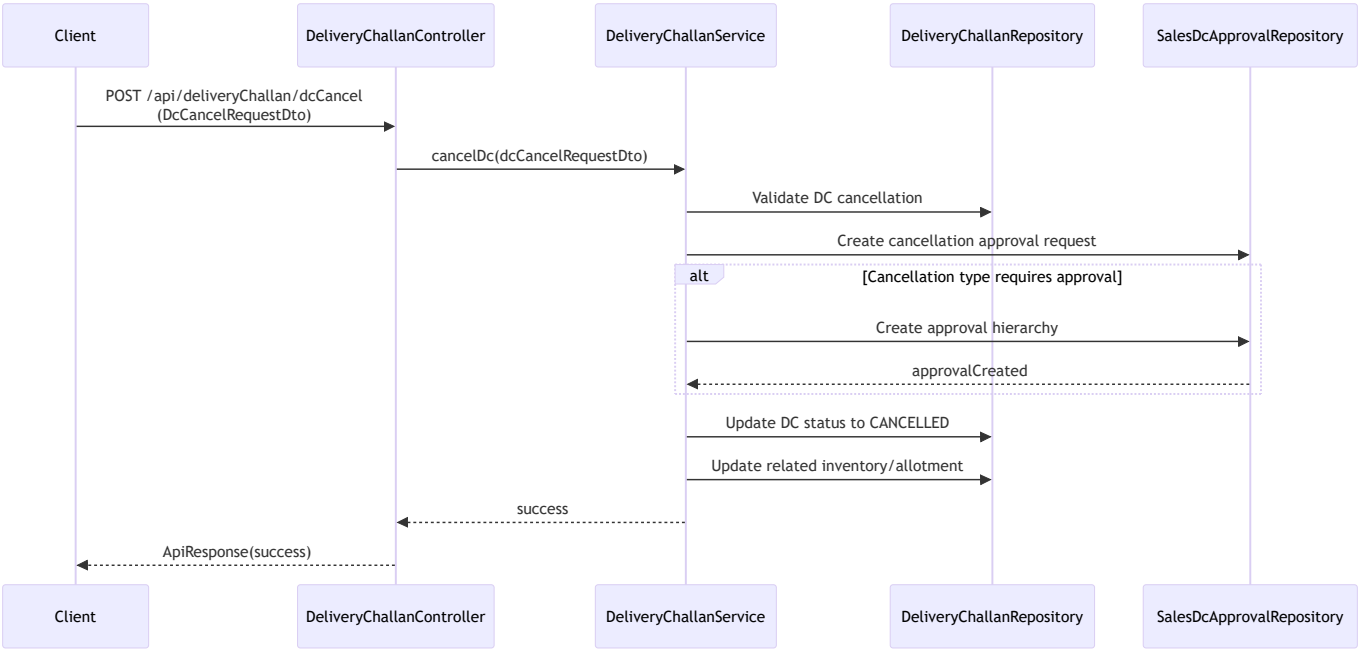 Client
DeliveryChallanController
DeliveryChallanService
DeliveryChallanRepository
SalesDcApprovalRepository
POST /api/deliveryChallan/dcCancel
(DcCancelRequestDto)
cancelDc(dcCancelRequestDto)
Validate DC cancellation
Create cancellation approval request
alt
[Cancellation type requires approval]
Create approval hierarchy
approvalCreated
Update DC status to CANCELLED
Update related inventory/allotment
success
ApiResponse(success)
Client
DeliveryChallanController
DeliveryChallanService
DeliveryChallanRepository
SalesDcApprovalRepository